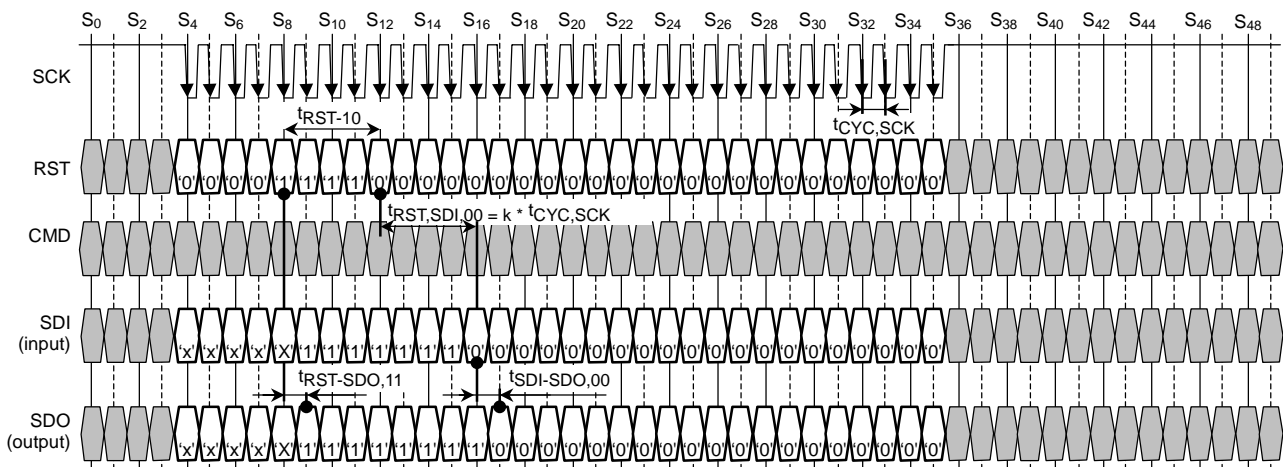 S0 S2 S4 S6 S8 S10 S12 S14 S16 S18 S20 S22 S24 S26 S28 S30 S32 S34 S36 S38 S40 S42 S44 S46 S48
SCK
tRST-10
tCYC,SCK
RST
'0' '0' '0' '0' '1' '1' '1' '1' '0' '0' '0' '0' '0' '0' '0' '0' '0' '0' '0' '0' '0' '0' '0' '0' '0' '0' '0' '0' '0' '0' '0' '0'
tRST,SDI,00 = k * tCYC,SCK
CMD
SDI
(input)
'x' 'x' 'x' 'x' 'X' '1' '1' '1' '1' '1' '1' '1' '0' '0' '0' '0' '0' '0' '0' '0' '0' '0' '0' '0' '0' '0' '0' '0' '0' '0' '0' '0'
tRST-SDO,11 tSDI-SDO,00
SDO
(output)
'x' 'x' 'x' 'x' 'X' '1' '1' '1' '1' '1' '1' '1' '1' '0' '0' '0' '0' '0' '0' '0' '0' '0' '0' '0' '0' '0' '0' '0' '0' '0' '0' '0'